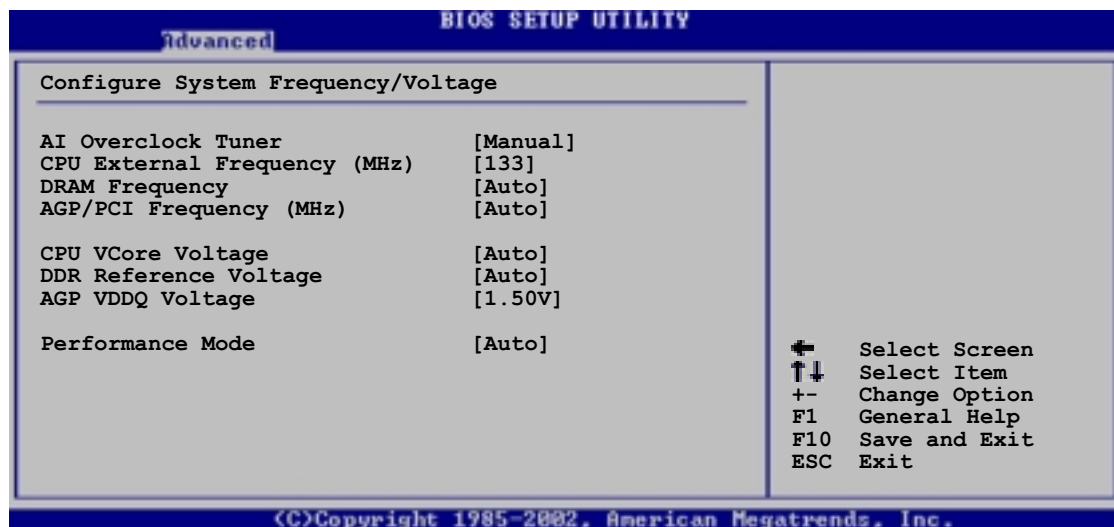 BIOS SETUP UTILITY
Advanced
Configure System Frequency/Voltage
AI Overclock Tuner [Manual]
CPU External Frequency (MHz) [133]
DRAM Frequency [Auto]
AGP/PCI Frequency (MHz) [Auto]
CPU VCore Voltage [Auto]
DDR Reference Voltage [Auto]
AGP VDDQ Voltage [1.50V]
Performance Mode [Auto]
← Select Screen
↑↓ Select Item
+- Change Option
F1 General Help
F10 Save and Exit
ESC Exit
(C)Copyright 1985-2002, American Megatrends, Inc.